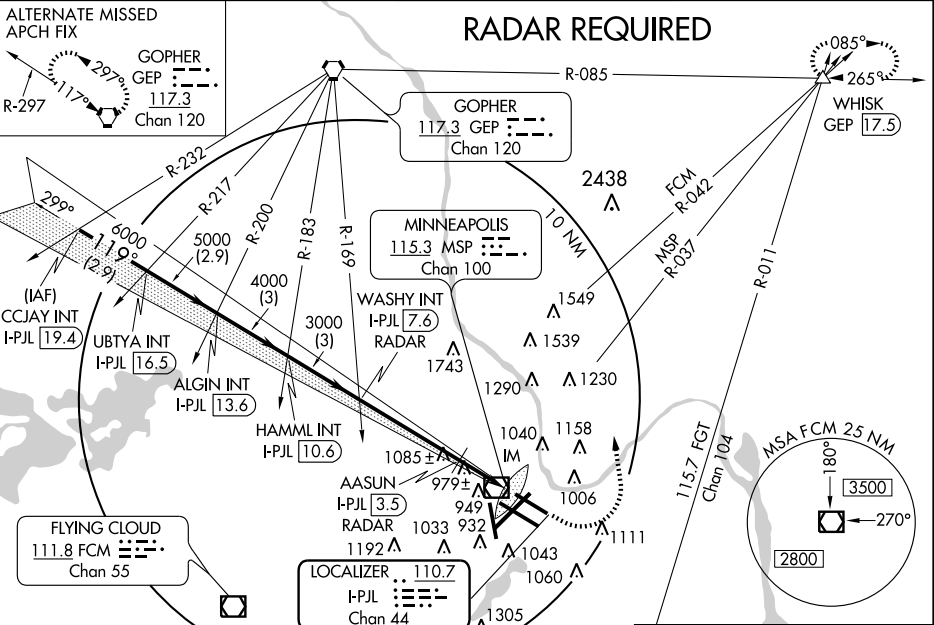 ALTERNATE MISSED
APCH FIX
297°
117°
R-297
GOPHER
GEP
117.3
Chan 120
RADAR REQUIRED
R-085
085°
265°
WHISK
GEP 17.5
GOPHER
117.3 GEP
Chan 120
R-232
R-217
R-200
R-183
R-169
10 NM
2438
FCM
R-042
MSP
R-037
R-011
MINNEAPOLIS
115.3 MSP
Chan 100
299°
6000
119°
(2.9)
5000
(2.9)
4000
(3)
3000
(3)
(IAF)
CCJAY INT
I-PJL 19.4
UBTYA INT
I-PJL 16.5
ALGIN INT
I-PJL 13.6
HAMML INT
I-PJL 10.6
WASHY INT
I-PJL 7.6
RADAR
1743
1549
1539
1290
1230
1040
1158
IM
1006
1085±
979±
949
932
AASUN
I-PJL 3.5
RADAR
1192
1033
1043
1060
1111
1305
115.7 FGT
Chan 104
MSA FCM 25 NM
180°
3500
270°
2800
FLYING CLOUD
111.8 FCM
Chan 55
LOCALIZER 110.7
I-PJL
Chan 44